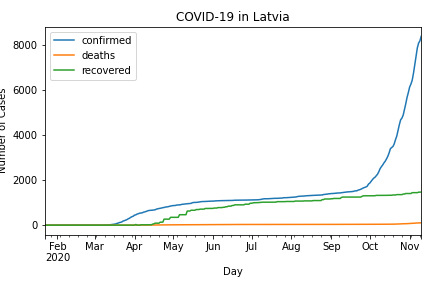 COVID-19 in Latvia
confirmed
deaths
recovered
8000
6000
4000
2000
0
Number of Cases
Feb Mar Apr May Jun Jul Aug Sep Oct Nov
2020
Day